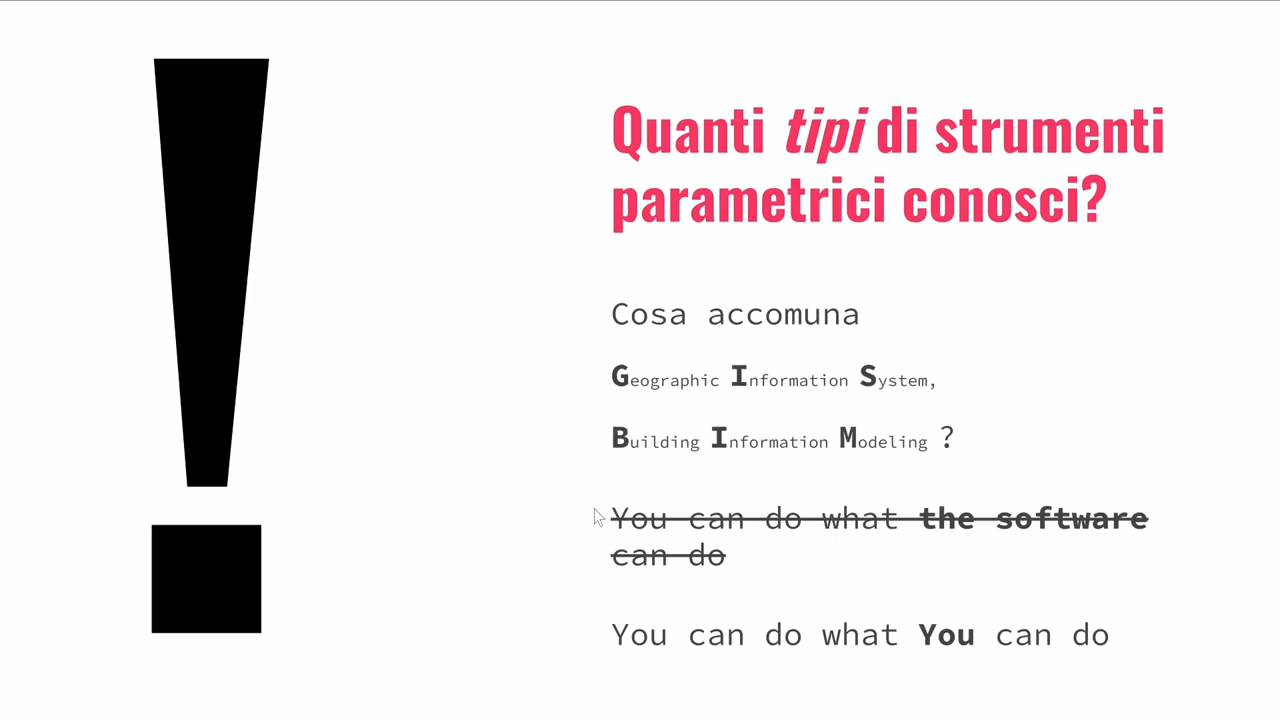 !
Quanti tipi di strumenti
parametrici conosci?
Cosa accomuna
Geographic Information System,
Building Information Modeling ?
You can do what the software
can do
You can do what You can do